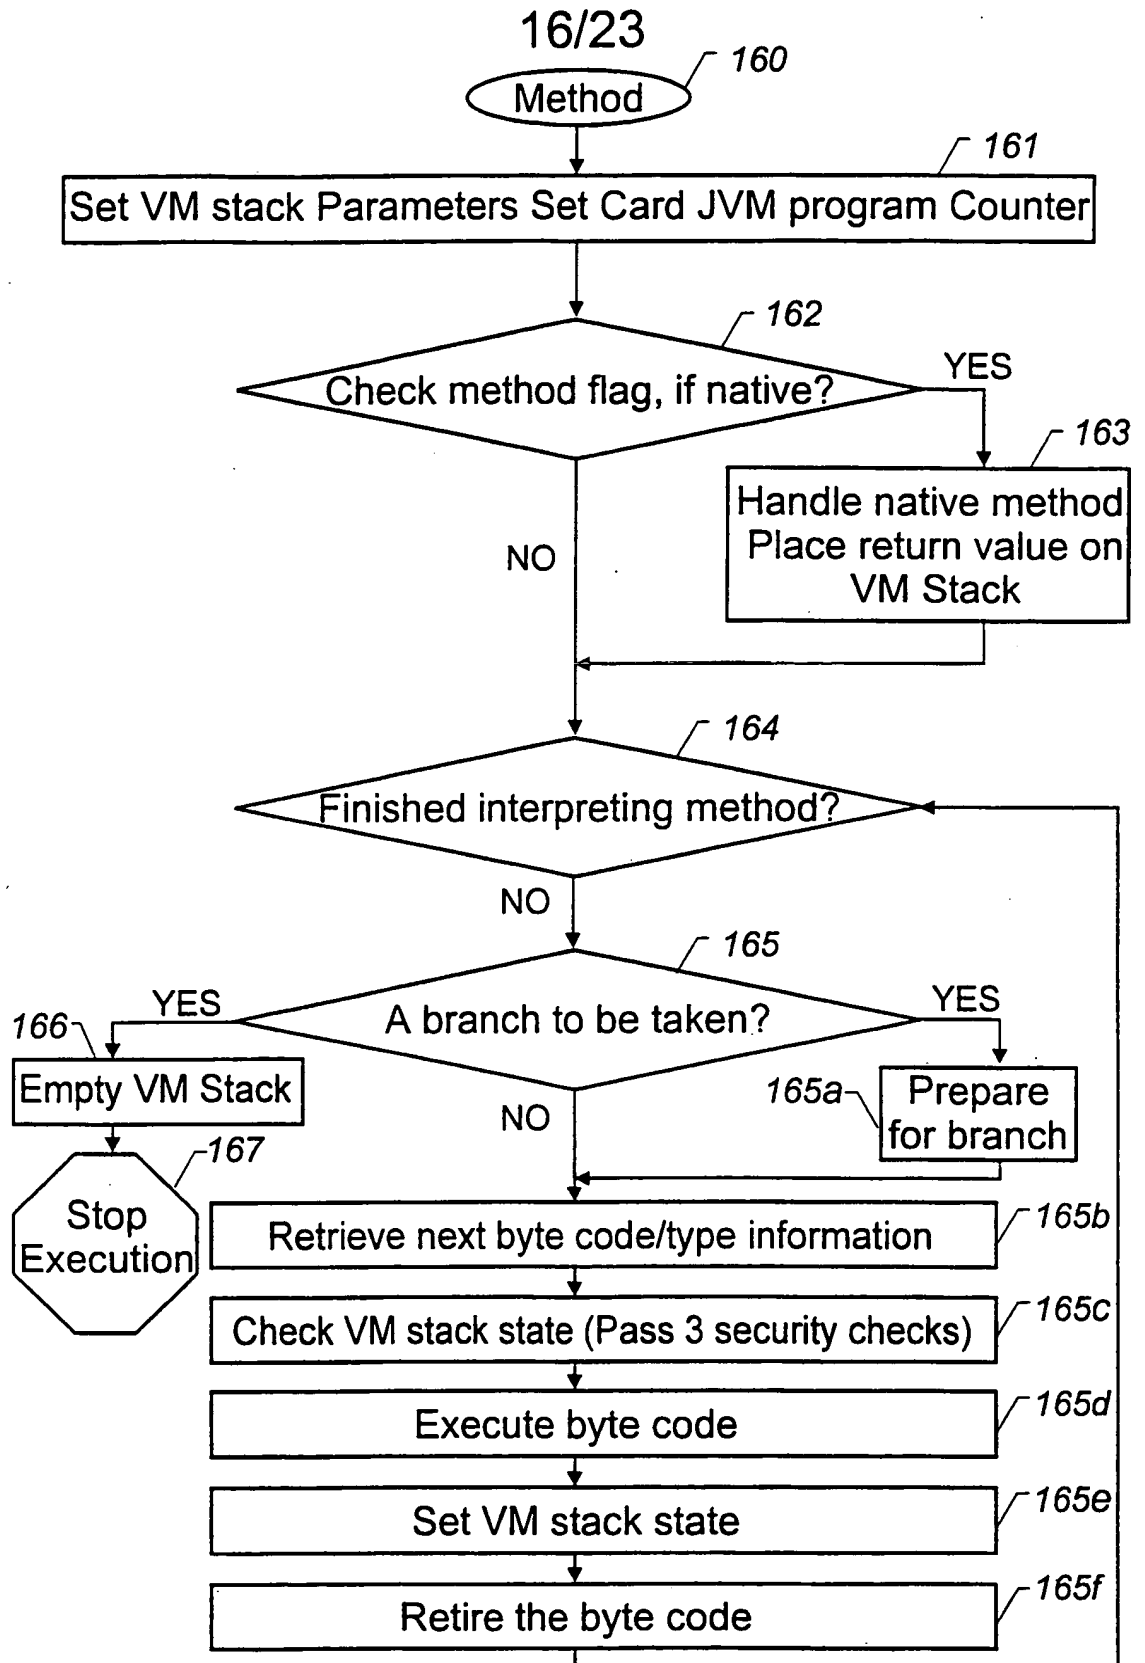 16/23
160
Method
161
Set VM stack Parameters Set Card JVM program Counter
162
Check method flag, if native?
YES
163
Handle native method
Place return value on
VM Stack
NO
164
Finished interpreting method?
NO
165
A branch to be taken?
YES
YES
166
Empty VM Stack
165a
Prepare
for branch
NO
167
Stop
Execution
165b
Retrieve next byte code/type information
165c
Check VM stack state (Pass 3 security checks)
165d
Execute byte code
165e
Set VM stack state
165f
Retire the byte code